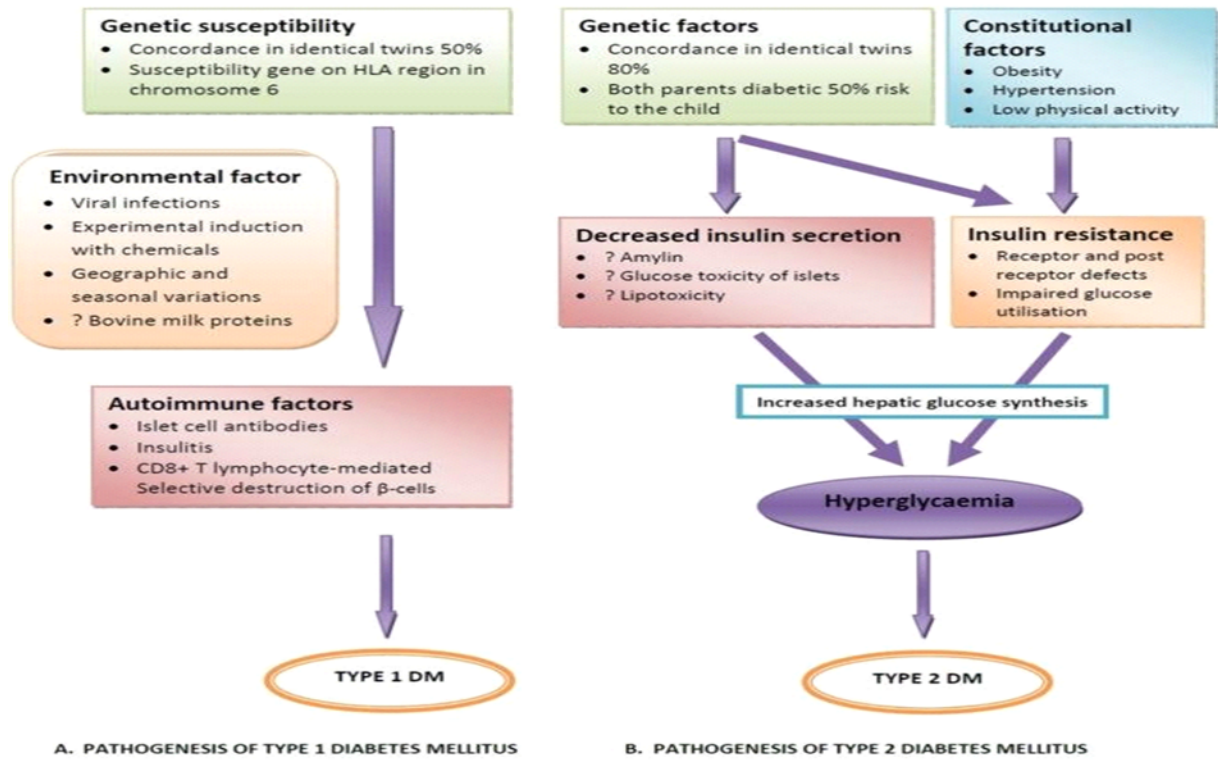 Genetic susceptibility
• Concordance in identical twins 50%
• Susceptibility gene on HLA region in
chromosome 6
Environmental factor
• Viral infections
• Experimental induction
with chemicals
• Geographic and
seasonal variations
• ? Bovine milk proteins
Autoimmune factors
• Islet cell antibodies
• Insulitis
• CD8+ T lymphocyte-mediated
Selective destruction of β-cells
TYPE 1 DM
A. PATHOGENESIS OF TYPE 1 DIABETES MELLITUS
Genetic factors
• Concordance in identical twins
80%
• Both parents diabetic 50% risk
to the child
Constitutional
factors
• Obesity
• Hypertension
• Low physical activity
Decreased insulin secretion
• ? Amylin
• ? Glucose toxicity of islets
• ? Lipotoxicity
Insulin resistance
• Receptor and post
receptor defects
• Impaired glucose
utilisation
Increased hepatic glucose synthesis
Hyperglycaemia
TYPE 2 DM
B. PATHOGENESIS OF TYPE 2 DIABETES MELLITUS